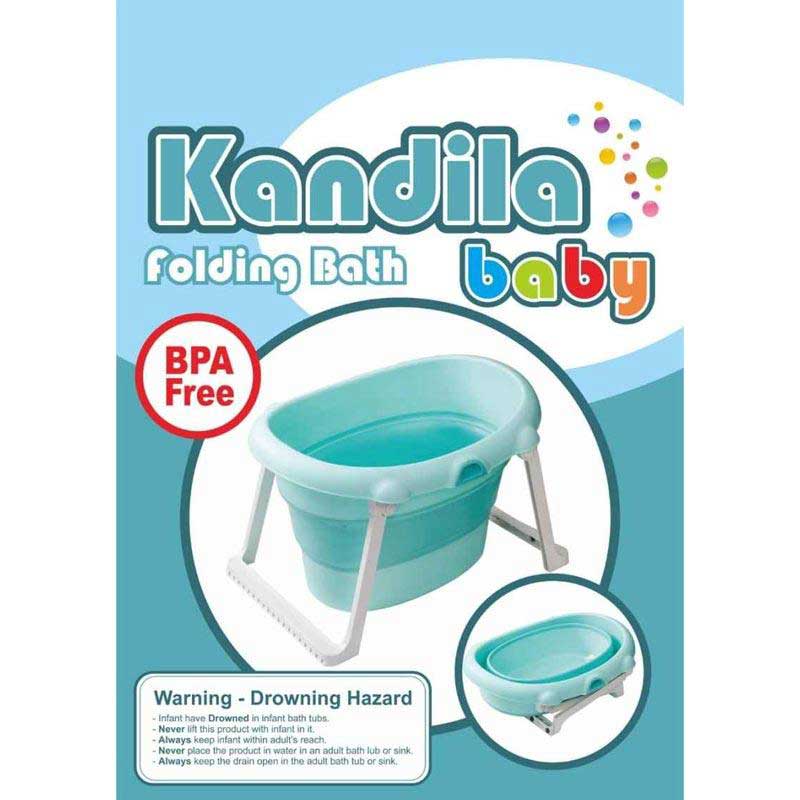 Kandila
Folding Bath
baby
BPA
Free
Warning - Drowning Hazard
- Infant have Drowned in infant bath tubs.
- Never lift this product with infant in it.
- Always keep infant within adult's reach.
- Never place the product in water in an adult bath lub or sink.
- Always keep the drain open in the adult bath tub or sink.